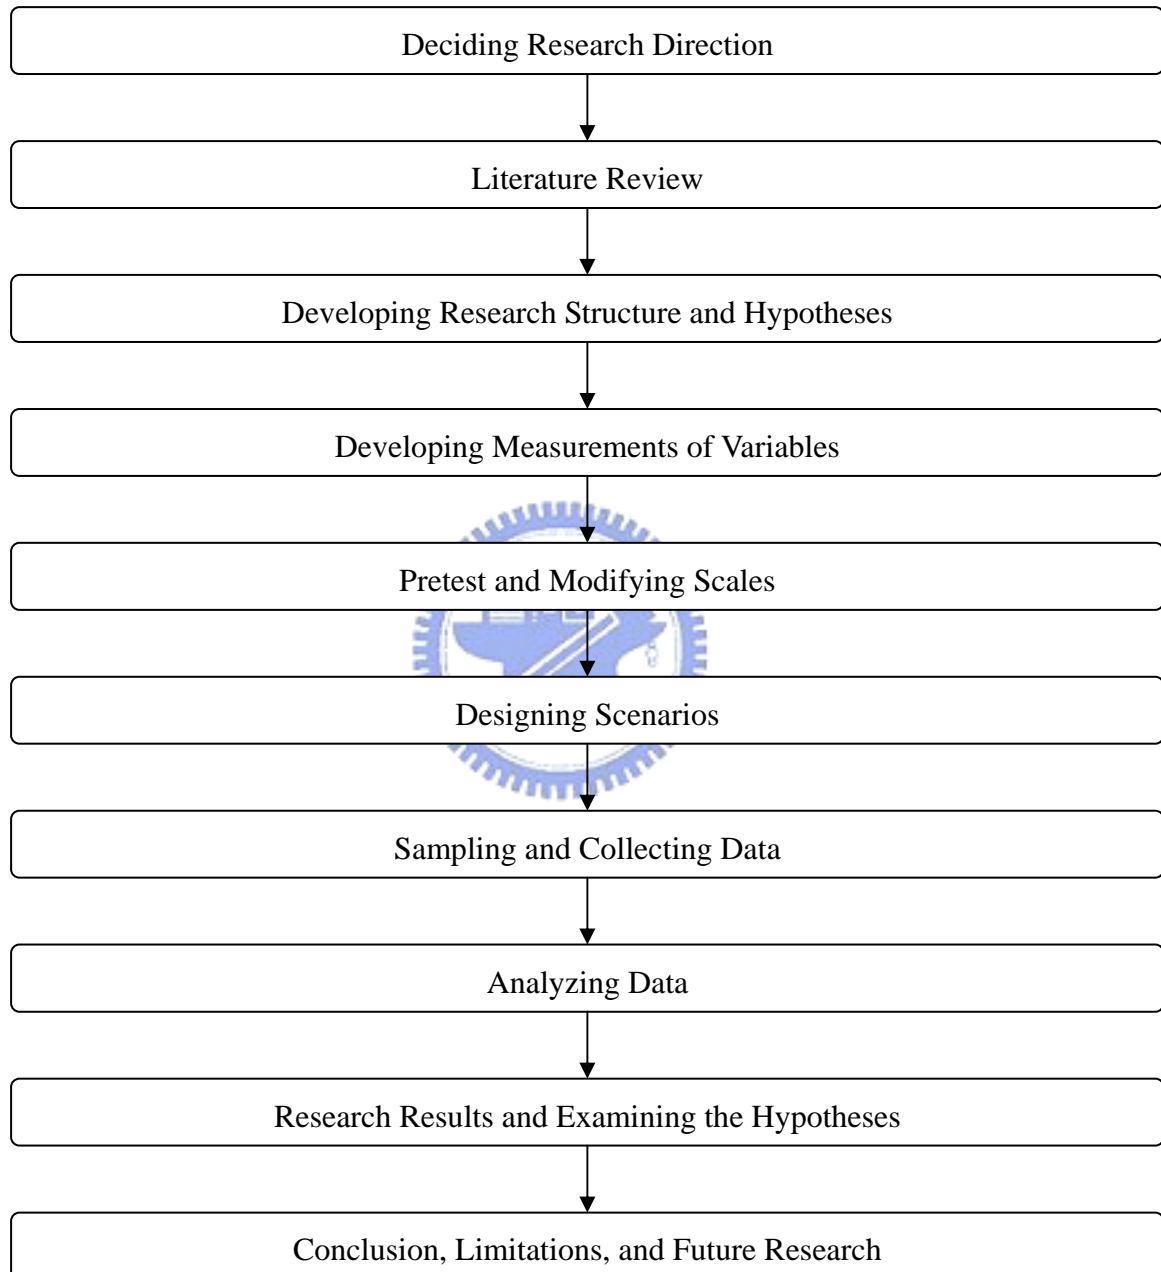 Deciding Research Direction
Literature Review
Developing Research Structure and Hypotheses
Developing Measurements of Variables
Pretest and Modifying Scales
Designing Scenarios
Sampling and Collecting Data
Analyzing Data
Research Results and Examining the Hypotheses
Conclusion, Limitations, and Future Research